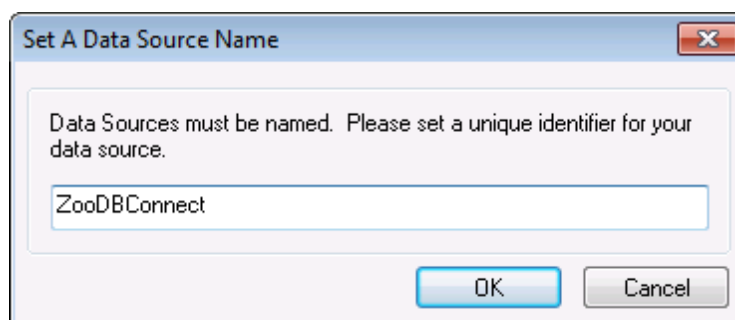 Set A Data Source Name
Data Sources must be named.  Please set a unique identifier for your
data source.
ZooDBConnect
OK
Cancel